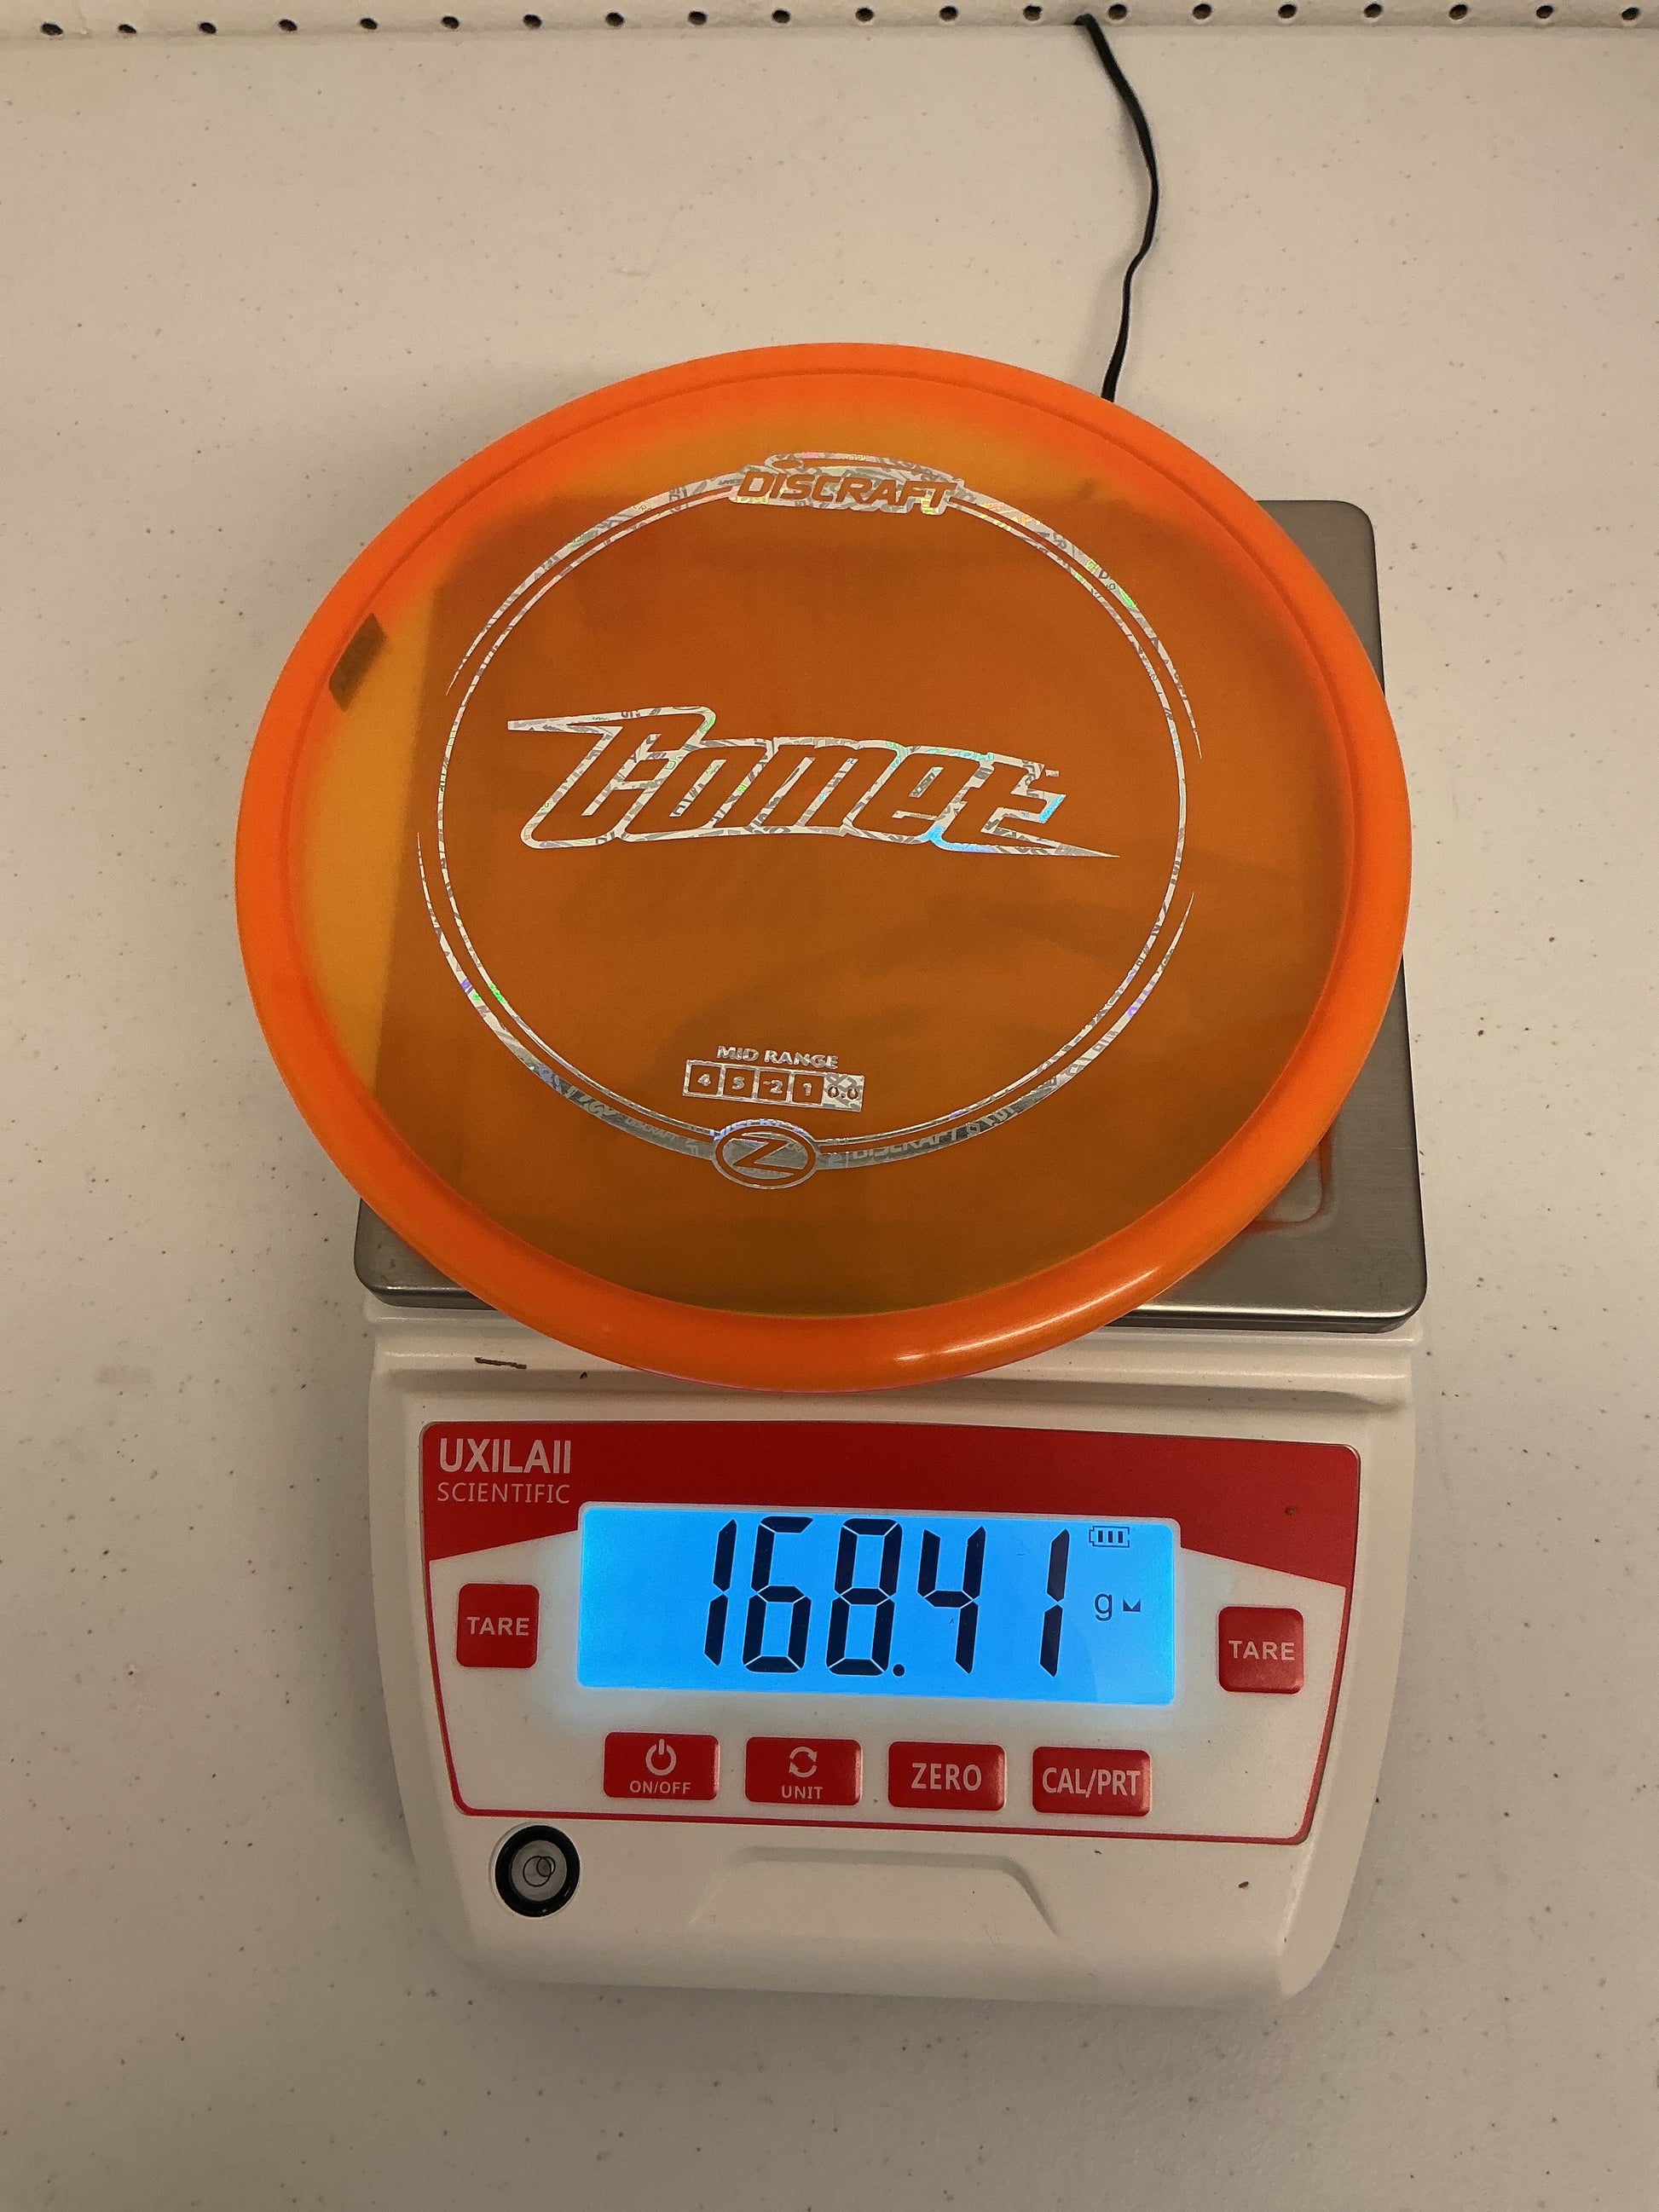 DISCRAFT
Comet
MID RANGE
4 5 -2 1 0.0
Z
DISCRAFT
UXILAII
SCIENTIFIC
168.41 g
TARE
TARE
ON/OFF
UNIT
ZERO
CAL/PRT